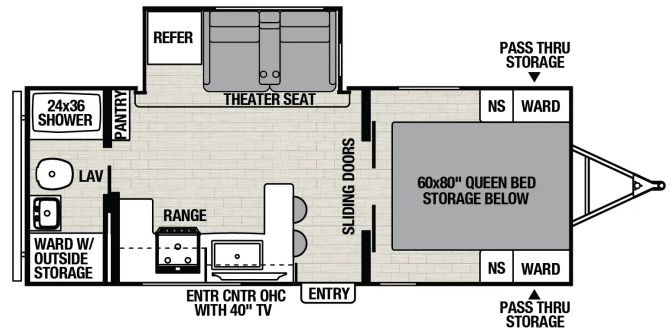 PASS THRU
STORAGE
REFER
THEATER SEAT
24x36
SHOWER
PANTRY
NS
WARD
LAV
SLIDING DOORS
60x80" QUEEN BED
STORAGE BELOW
RANGE
WARD W/
OUTSIDE
STORAGE
NS
WARD
ENTR CNTR OHC
WITH 40" TV
ENTRY
PASS THRU
STORAGE